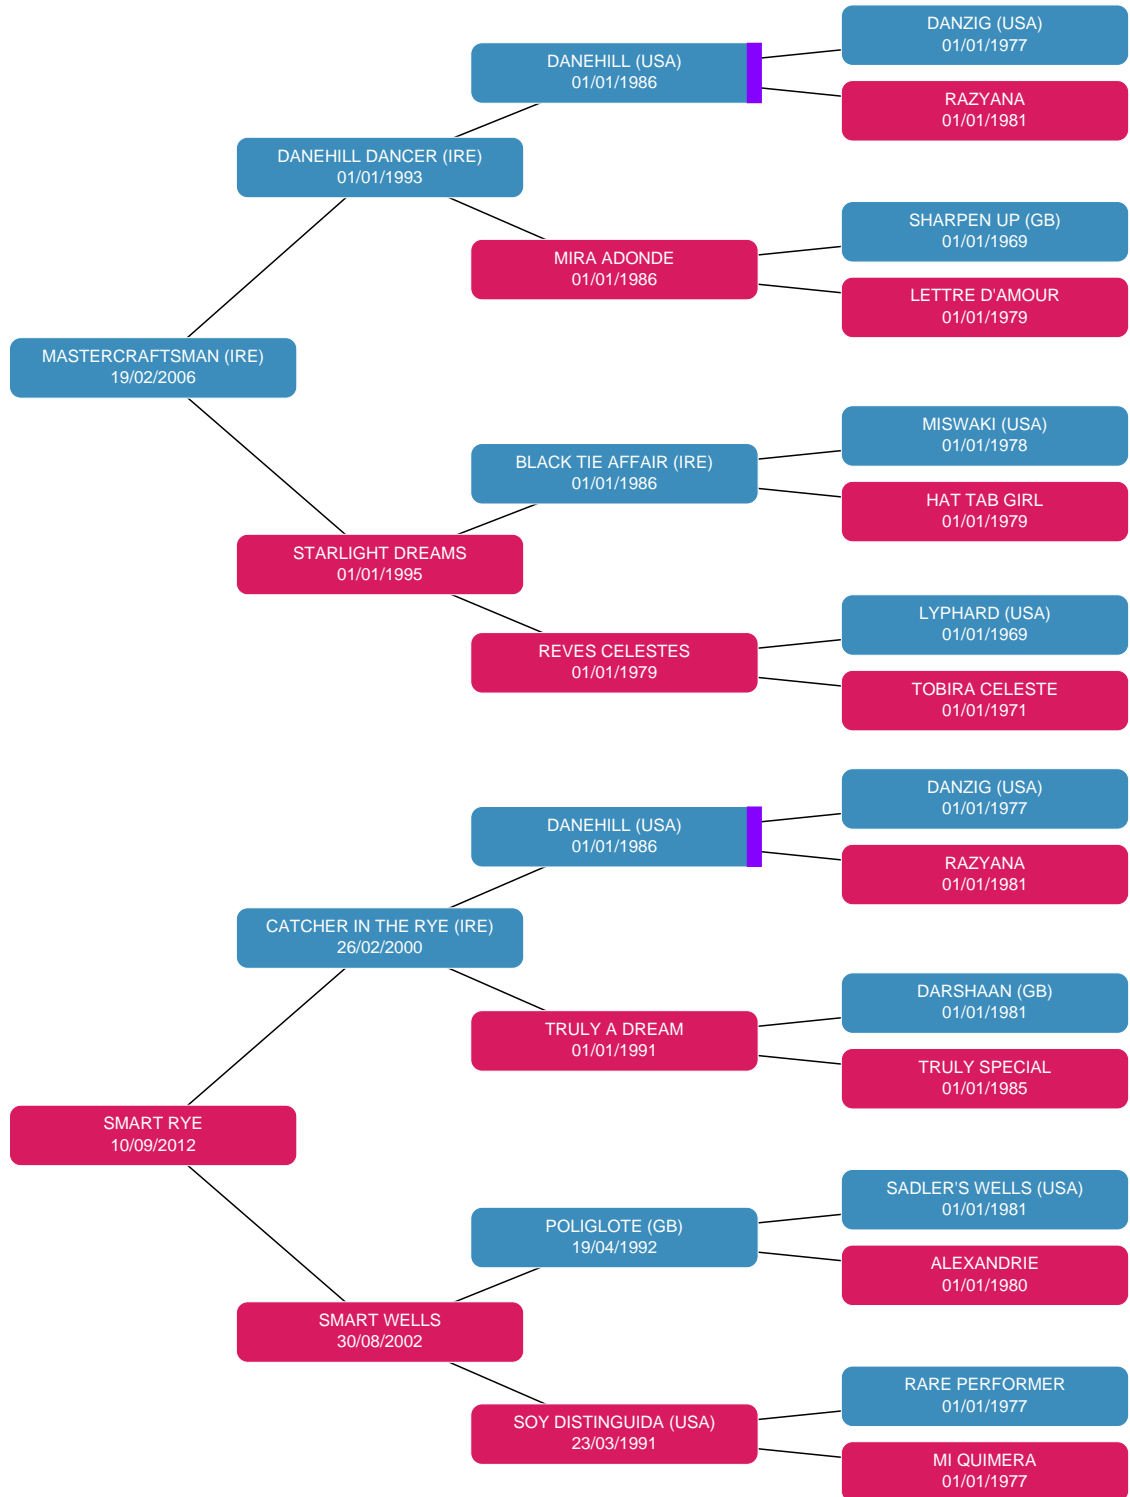 DANZIG (USA)
01/01/1977
DANEHILL (USA)
01/01/1986
RAZYANA
01/01/1981
DANEHILL DANCER (IRE)
01/01/1993
SHARPEN UP (GB)
01/01/1969
MIRA ADONDE
01/01/1986
LETTRE D'AMOUR
01/01/1979
MASTERCRAFTSMAN (IRE)
19/02/2006
MISWAKI (USA)
01/01/1978
BLACK TIE AFFAIR (IRE)
01/01/1986
HAT TAB GIRL
01/01/1979
STARLIGHT DREAMS
01/01/1995
LYPHARD (USA)
01/01/1969
REVES CELESTES
01/01/1979
TOBIRA CELESTE
01/01/1971
DANZIG (USA)
01/01/1977
DANEHILL (USA)
01/01/1986
RAZYANA
01/01/1981
CATCHER IN THE RYE (IRE)
26/02/2000
DARSHAAN (GB)
01/01/1981
TRULY A DREAM
01/01/1991
TRULY SPECIAL
01/01/1985
SMART RYE
10/09/2012
SADLER'S WELLS (USA)
01/01/1981
POLIGLOTE (GB)
19/04/1992
ALEXANDRIE
01/01/1980
SMART WELLS
30/08/2002
RARE PERFORMER
01/01/1977
SOY DISTINGUIDA (USA)
23/03/1991
MI QUIMERA
01/01/1977